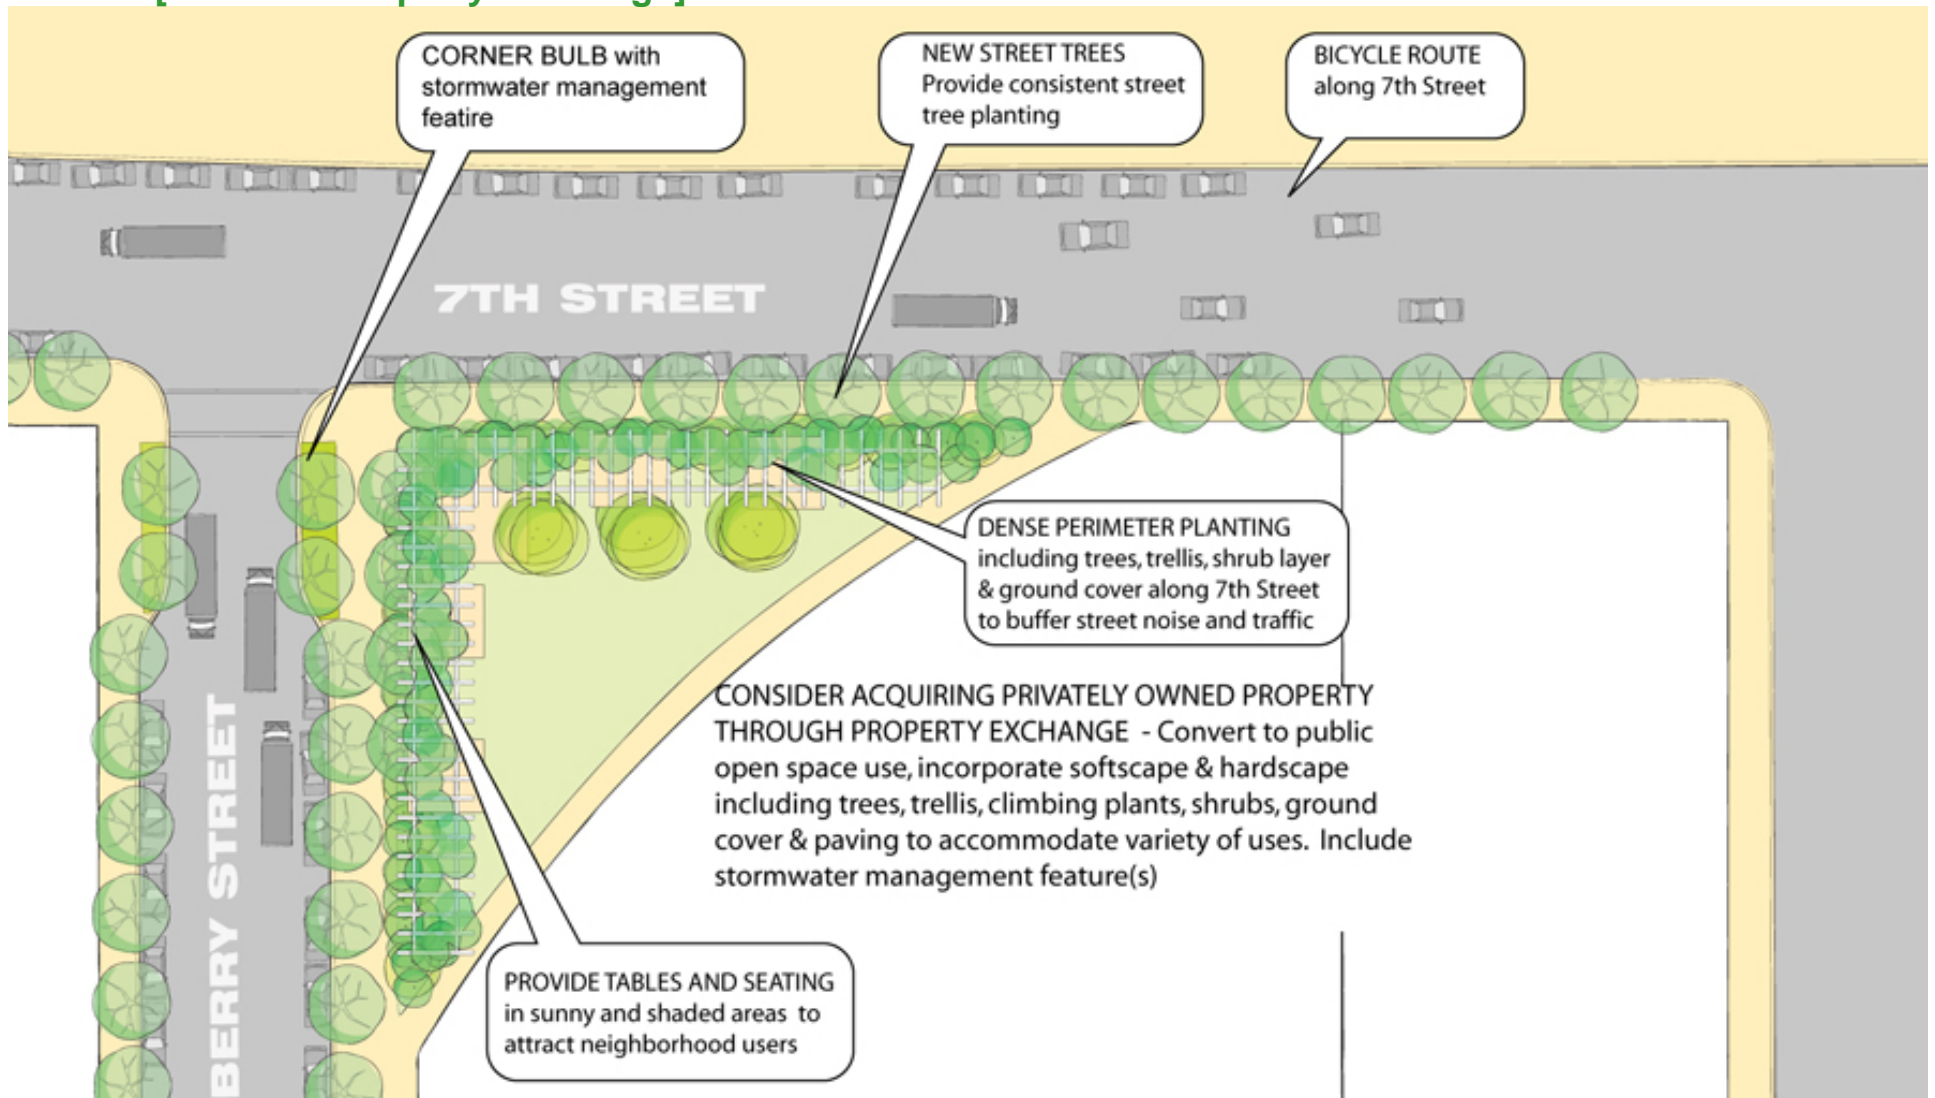 CORNER BULB with
stormwater management
featire
NEW STREET TREES
Provide consistent street
tree planting
BICYCLE ROUTE
along 7th Street
7TH STREET
DENSE PERIMETER PLANTING
including trees, trellis, shrub layer
& ground cover along 7th Street
to buffer street noise and traffic
CONSIDER ACQUIRING PRIVATELY OWNED PROPERTY
THROUGH PROPERTY EXCHANGE - Convert to public
open space use, incorporate softscape & hardscape
including trees, trellis, climbing plants, shrubs, ground
cover & paving to accommodate variety of uses. Include
stormwater management feature(s)
BERRY STREET
PROVIDE TABLES AND SEATING
in sunny and shaded areas to
attract neighborhood users